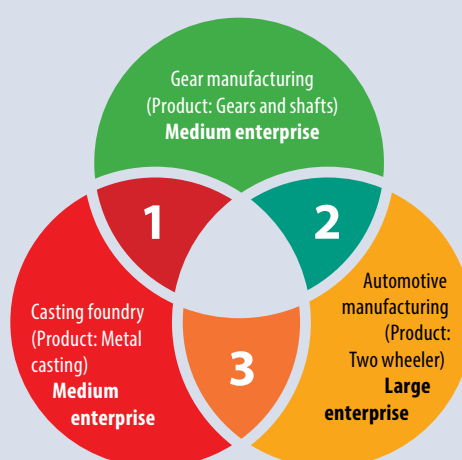 Gear manufacturing
(Product: Gears and shafts)
Medium enterprise
1
2
Casting foundry
(Product: Metal
casting)
Medium
enterprise
Automotive
manufacturing
(Product:
Two wheeler)
Large
enterprise
3